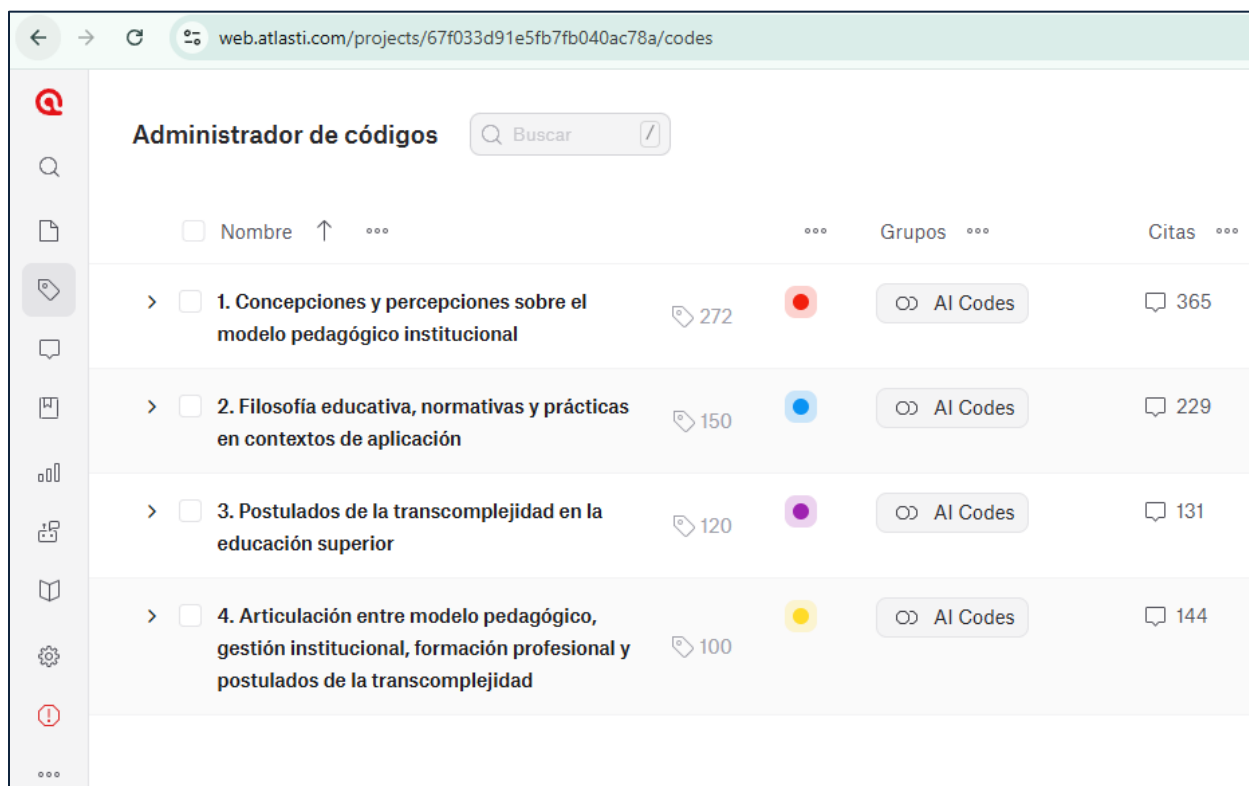 web.atlasti.com/projects/67f033d91e5fb7fb040ac78a/codes
Administrador de códigos
Buscar /
Nombre
Grupos
Citas
1. Concepciones y percepciones sobre el
modelo pedagógico institucional
272
AI Codes
365
2. Filosofía educativa, normativas y prácticas
en contextos de aplicación
150
AI Codes
229
3. Postulados de la transcomplejidad en la
educación superior
120
AI Codes
131
4. Articulación entre modelo pedagógico,
gestión institucional, formación profesional y
postulados de la transcomplejidad
100
AI Codes
144